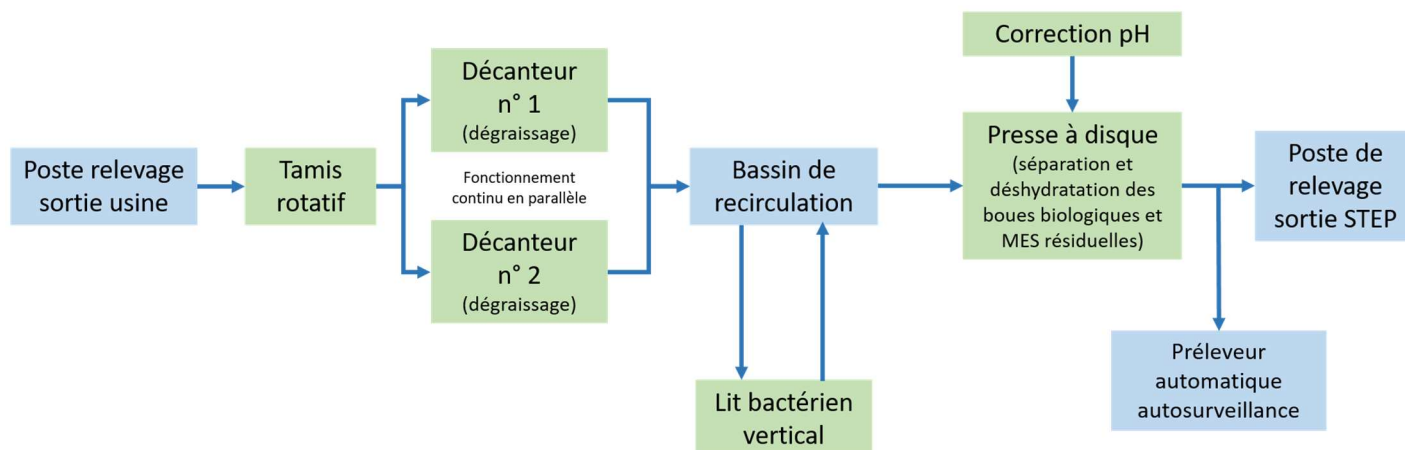 Poste relevage
sortie usine
Tamis
rotatif
Décanteur
n° 1
(dégraissage)
Fonctionnement
continu en parallèle
Décanteur
n° 2
(dégraissage)
Bassin de
recirculation
Lit bactérien
vertical
Correction pH
Presse à disque
(séparation et
déshydratation des
boues biologiques et
MES résiduelles)
Poste de
relevage
sortie STEP
Préleveur
automatique
autosurveillance